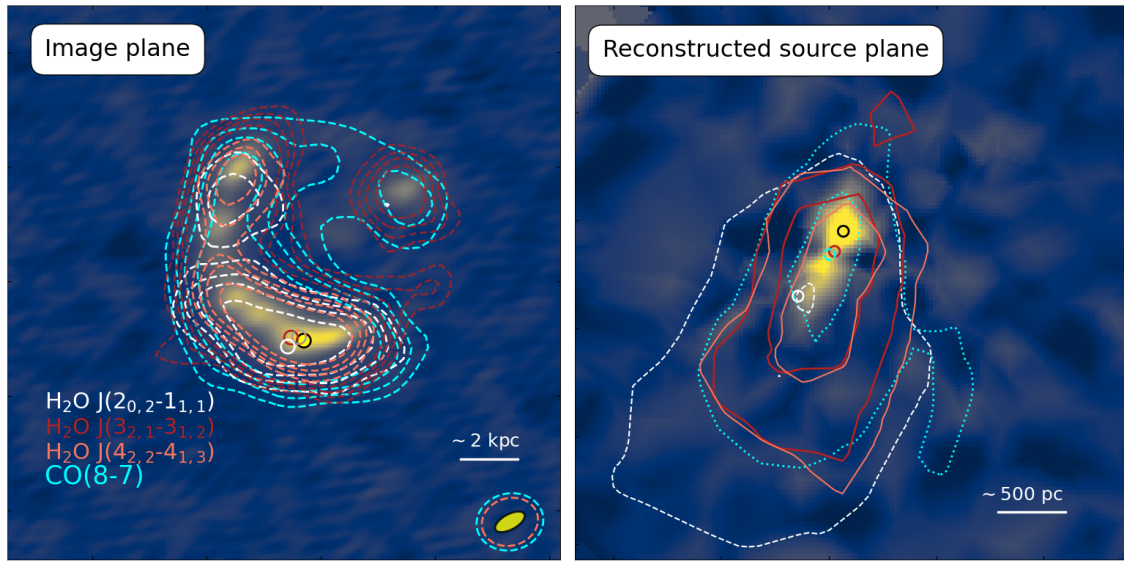 Image plane
H₂O J(2₀,₂-1₁,₁)
H₂O J(3₂,₁-3₁,₂)
H₂O J(4₂,₂-4₁,₃)
CO(8-7)
~ 2 kpc
Reconstructed source plane
~ 500 pc